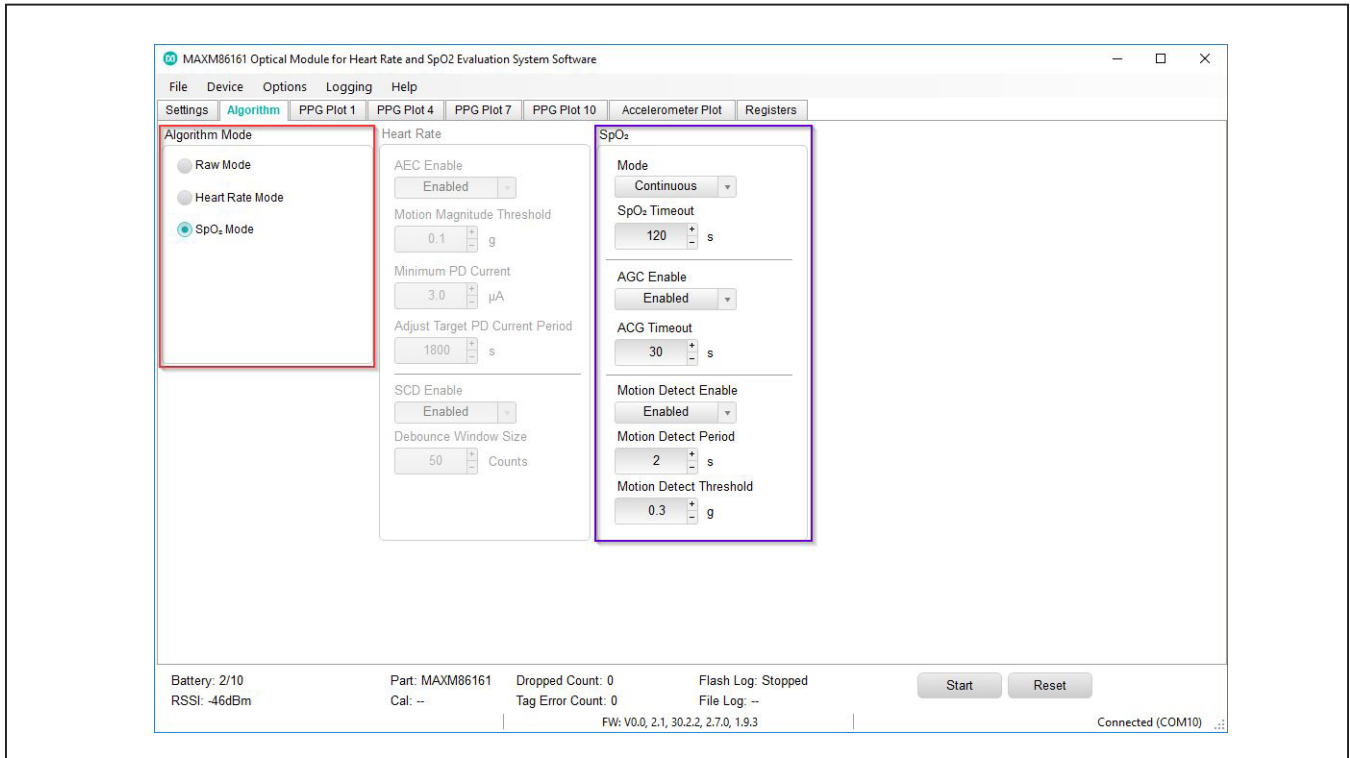 MAXM86161 Optical Module for Heart Rate and SpO2 Evaluation System Software
File Device Options Logging Help
Settings Algorithm PPG Plot 1 PPG Plot 4 PPG Plot 7 PPG Plot 10 Accelerometer Plot Registers
Algorithm Mode
Raw Mode
Heart Rate Mode
SpO₂ Mode
Heart Rate
AEC Enable
Enabled
Motion Magnitude Threshold
0.1 g
Minimum PD Current
3.0 µA
Adjust Target PD Current Period
1800 s
SCD Enable
Enabled
Debounce Window Size
50 Counts
SpO₂
Mode
Continuous
SpO₂ Timeout
120 s
AGC Enable
Enabled
ACG Timeout
30 s
Motion Detect Enable
Enabled
Motion Detect Period
2 s
Motion Detect Threshold
0.3 g
Battery: 2/10 Part: MAXM86161 Dropped Count: 0 Flash Log: Stopped Start Reset
RSSI: -46dBm Cal: -- Tag Error Count: 0 File Log: --
FW: V0.0, 2.1, 30.2.2, 2.7.0, 1.9.3 Connected (COM10)